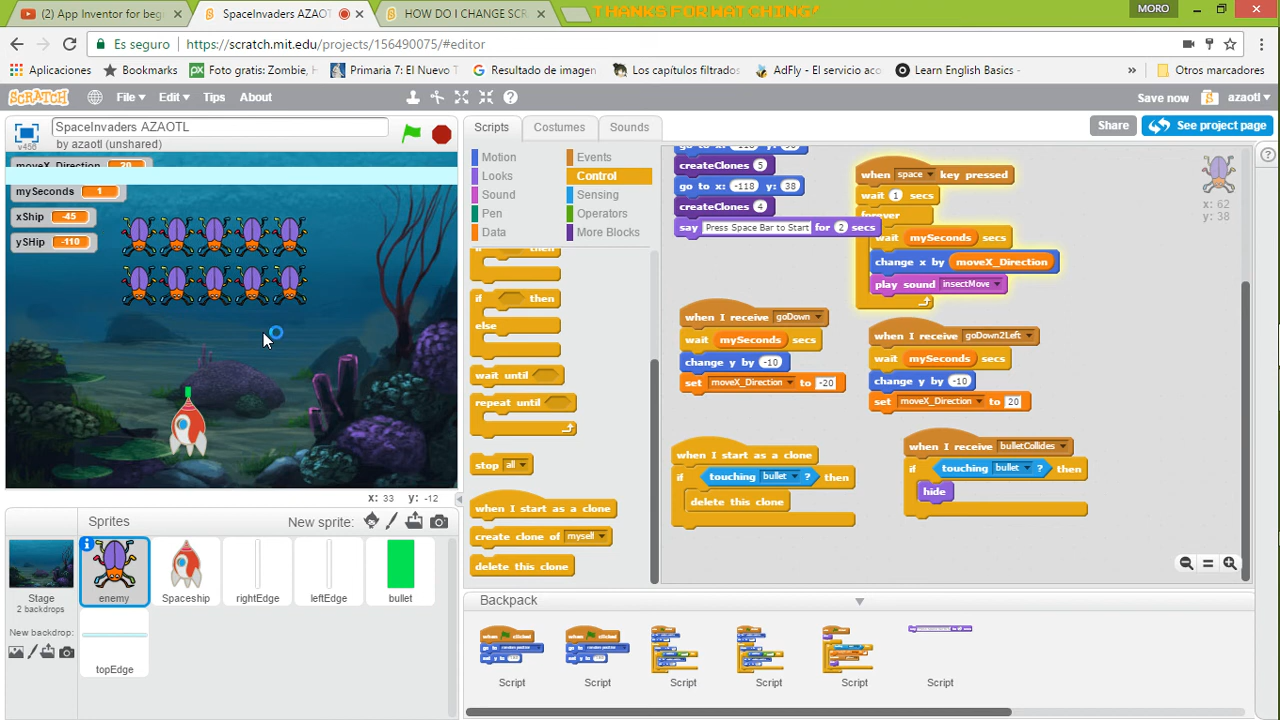 THANKS FOR WATCHING!
MORO
(2) App Inventor for begi
SpaceInvaders AZAOT
HOW DO I CHANGE SCR
Es seguro
https://scratch.mit.edu/projects/156490075/#editor
Aplicaciones
Bookmarks
Foto gratis: Zombie, H
Primaria 7: El Nuevo T
Resultado de imagen
Los capítulos filtrados
AdFly - El servicio aco
Learn English Basics -
»
Otros marcadores
SCRATCH
File
Edit
Tips
About
Save now
azaotl
SpaceInvaders AZAOTL
by azaotl (unshared)
v456
Scripts
Costumes
Sounds
Share
See project page
moveX_Direction 20
mySeconds 1
xShip -45
ySHip -110
x: 33 y: -12
Motion
Looks
Sound
Pen
Data
Events
Control
Sensing
Operators
More Blocks
if then
if then
else
wait until
repeat until
stop all
when I start as a clone
create clone of myself
delete this clone
createClones 5
go to x: -118 y: 38
createClones 4
say Press Space Bar to Start for 2 secs
when space key pressed
wait 1 secs
forever
wait mySeconds secs
change x by moveX_Direction
play sound insectMove
when I receive goDown
wait mySeconds secs
change y by -10
set moveX_Direction to -20
when I receive goDown2Left
wait mySeconds secs
change y by -10
set moveX_Direction to 20
when I start as a clone
if touching bullet ? then
delete this clone
when I receive bulletCollides
if touching bullet ? then
hide
x: 62
y: 38
Sprites
New sprite:
Stage
2 backdrops
New backdrop:
enemy
Spaceship
rightEdge
leftEdge
bullet
topEdge
Backpack
Script
Script
Script
Script
Script
Script